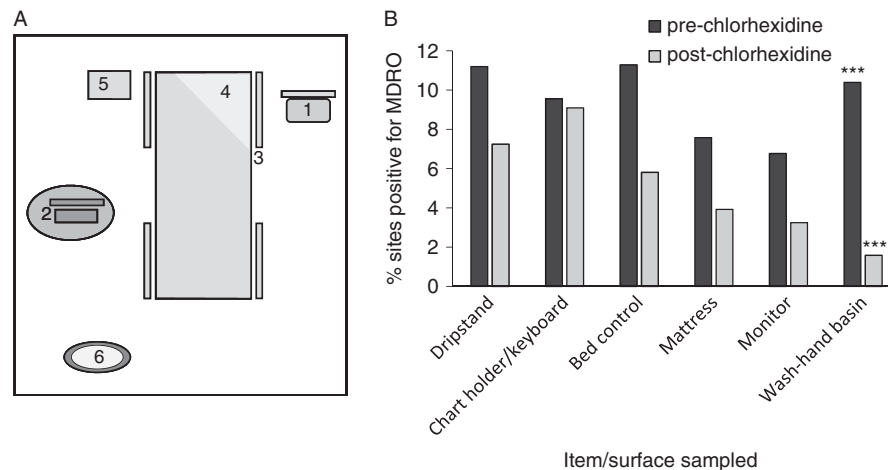 A
5
4
1
3
2
6
B
pre-chlorhexidine
post-chlorhexidine
% sites positive for MDRO
12
10
8
6
4
2
0
***
***
Dripstand
Chart holder/keyboard
Bed control
Mattress
Monitor
Wash-hand basin
Item/surface sampled